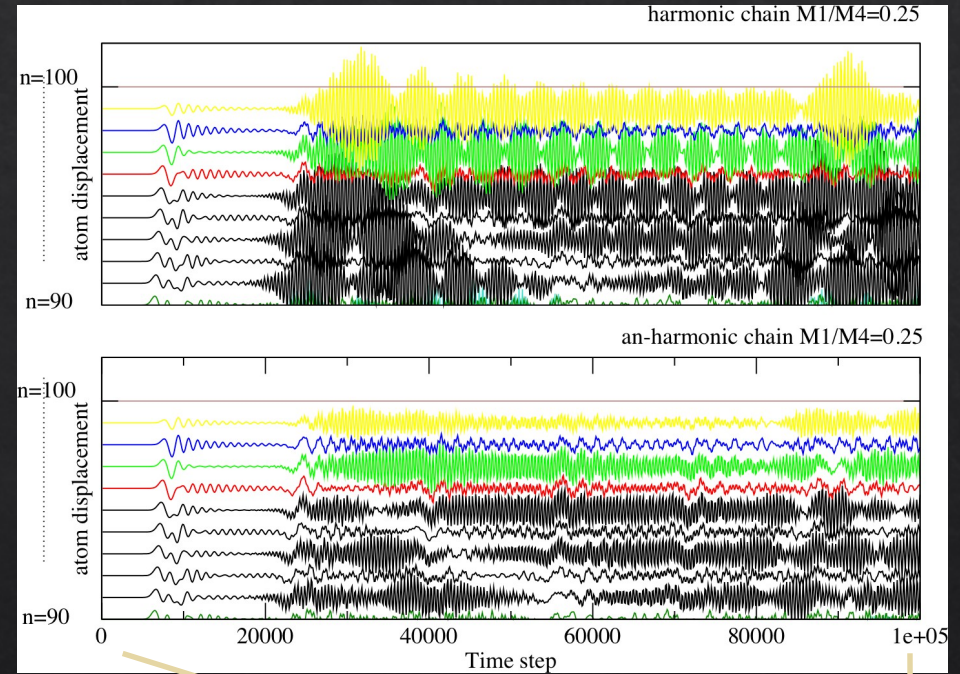 harmonic chain M1/M4=0.25
n=100
atom displacement
n=90
an-harmonic chain M1/M4=0.25
n=100
atom displacement
n=90
0 20000 40000 60000 80000 1e+05
Time step